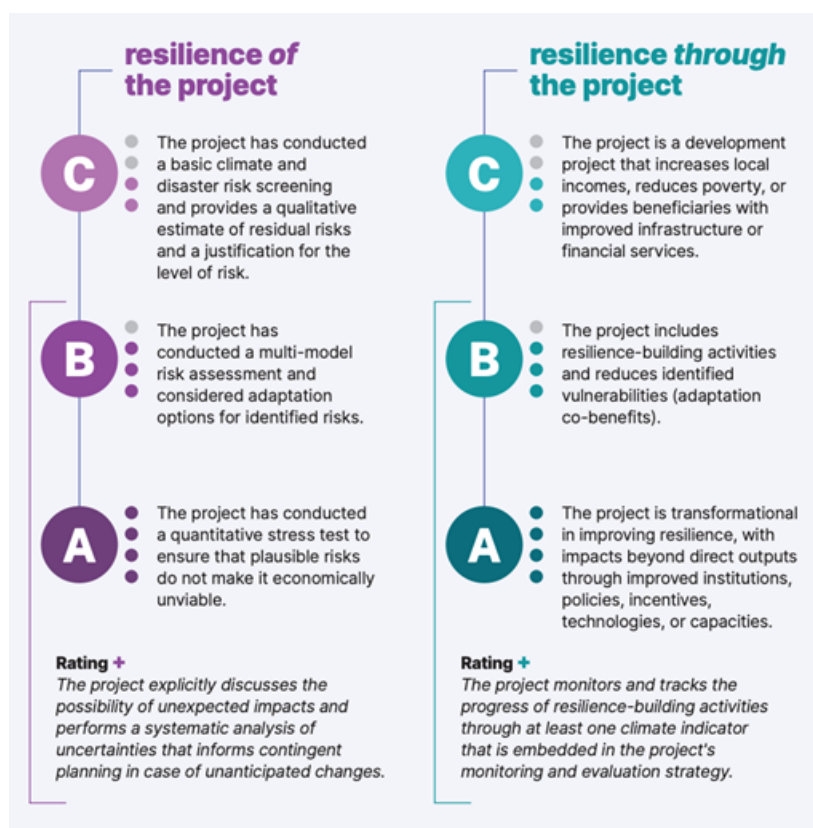 resilience of
the project
C
The project has conducted
a basic climate and
disaster risk screening
and provides a qualitative
estimate of residual risks
and a justification for the
level of risk.
B
The project has
conducted a multi-model
risk assessment and
considered adaptation
options for identified risks.
A
The project has conducted
a quantitative stress test to
ensure that plausible risks
do not make it economically
unviable.
Rating +
The project explicitly discusses the
possibility of unexpected impacts and
performs a systematic analysis of
uncertainties that informs contingent
planning in case of unanticipated changes.
resilience through
the project
C
The project is a development
project that increases local
incomes, reduces poverty, or
provides beneficiaries with
improved infrastructure or
financial services.
B
The project includes
resilience-building activities
and reduces identified
vulnerabilities (adaptation
co-benefits).
A
The project is transformational
in improving resilience, with
impacts beyond direct outputs
through improved institutions,
policies, incentives,
technologies, or capacities.
Rating +
The project monitors and tracks the
progress of resilience-building activities
through at least one climate indicator
that is embedded in the project's
monitoring and evaluation strategy.